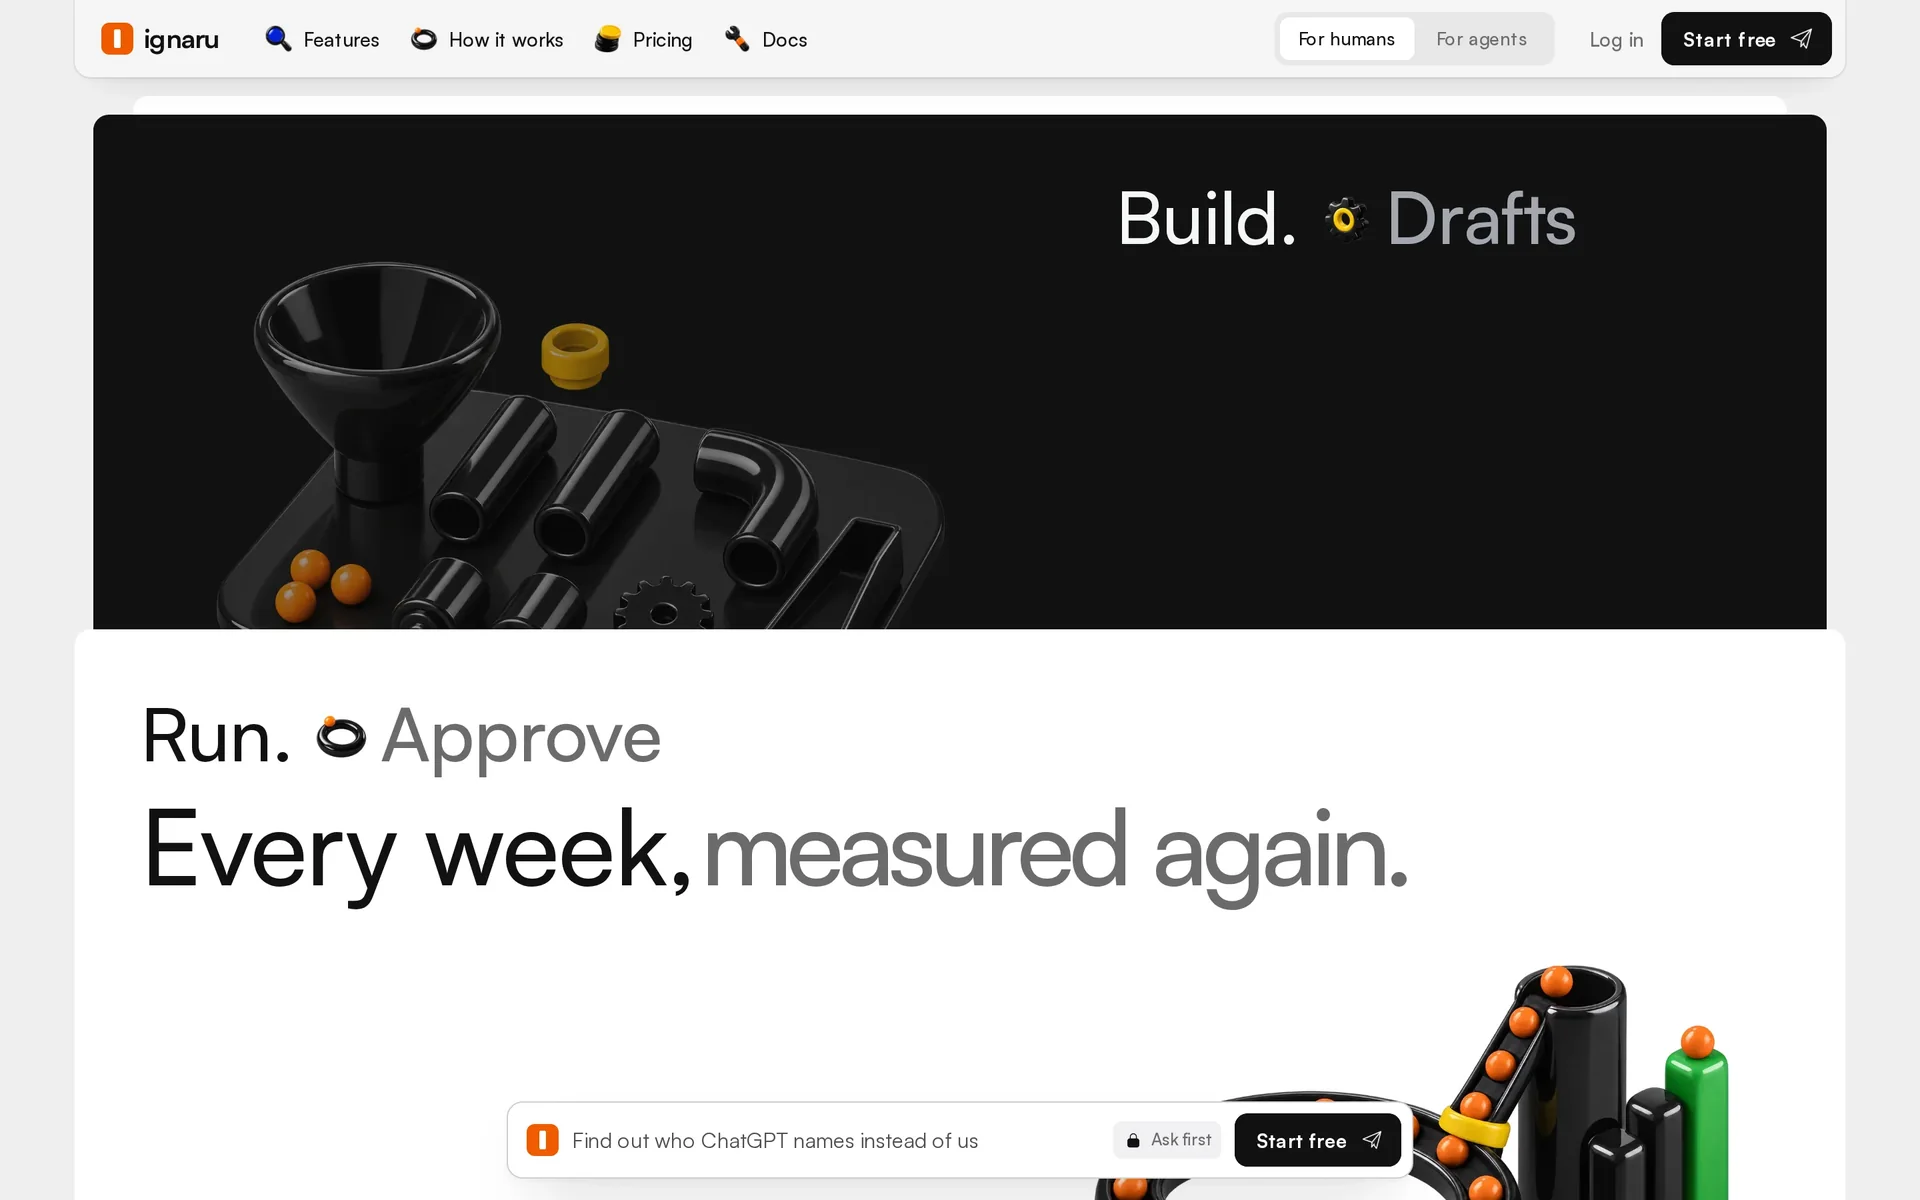 ignaru
Features
How it works
Pricing
Docs
For humans
For agents
Log in
Start free
Build. Drafts
Run. Approve
Every week, measured again.
Find out who ChatGPT names instead of us
Ask first
Start free